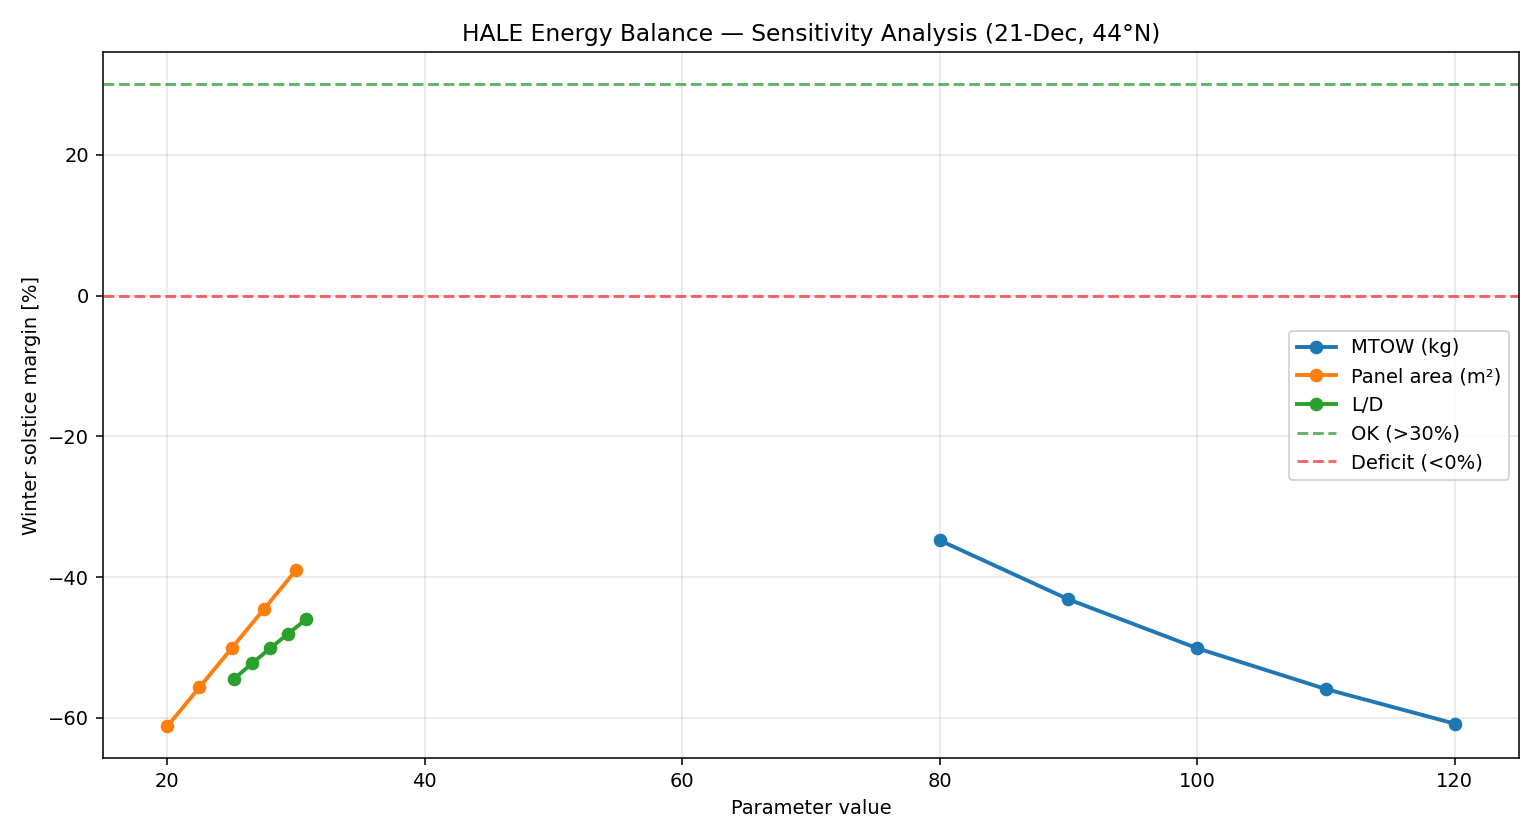 HALE Energy Balance — Sensitivity Analysis (21-Dec, 44°N)
Winter solstice margin [%]
20
0
−20
−40
−60
MTOW (kg)
Panel area (m²)
L/D
OK (>30%)
Deficit (<0%)
20
40
60
80
100
120
Parameter value